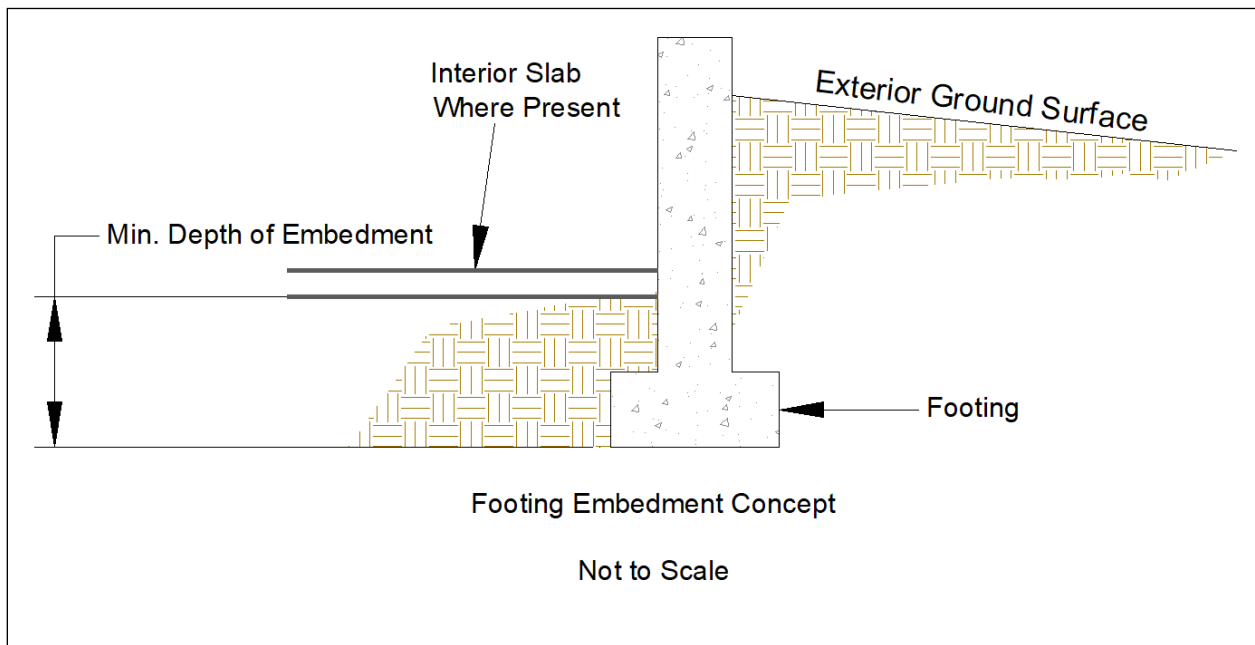 Interior Slab
Where Present
Exterior Ground Surface
Min. Depth of Embedment
Footing
Footing Embedment Concept
Not to Scale